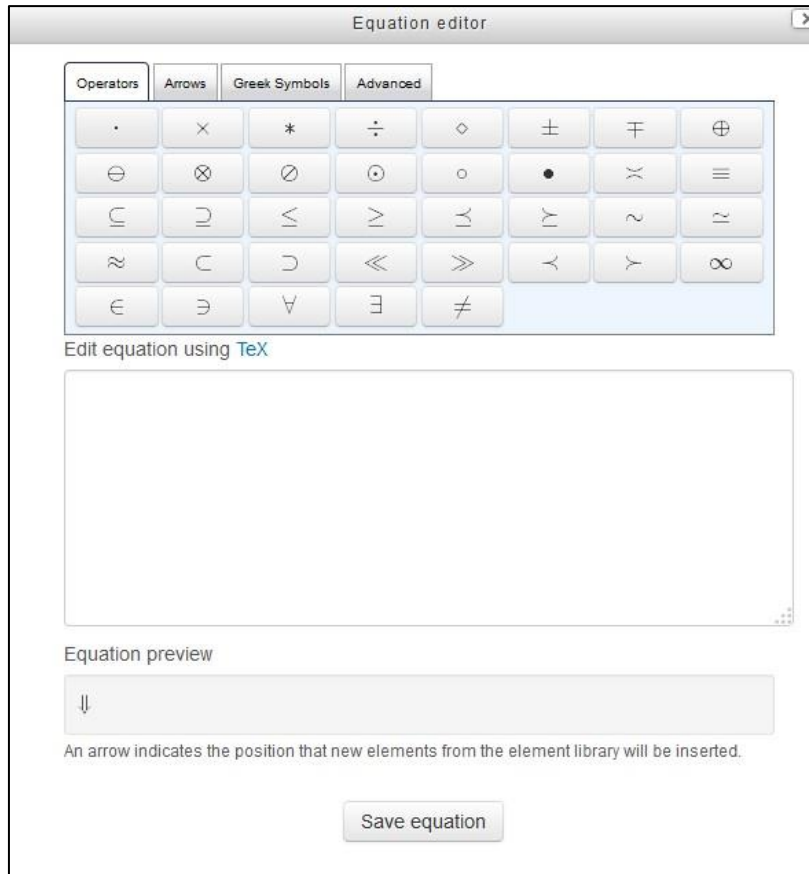 Equation editor
Operators Arrows Greek Symbols Advanced
· × * ÷ ⋄ ± ∓ ⊕
⊖ ⊗ ⊘ ⊙ ∘ • ≍ ≡
⊆ ⊇ ≤ ≥ ⪯ ⪰ ∼ ≃
≈ ⊂ ⊃ ≪ ≫ ≺ ≻ ∞
∈ ∋ ∀ ∃ ≠
Edit equation using TeX
Equation preview
⇓
An arrow indicates the position that new elements from the element library will be inserted.
Save equation